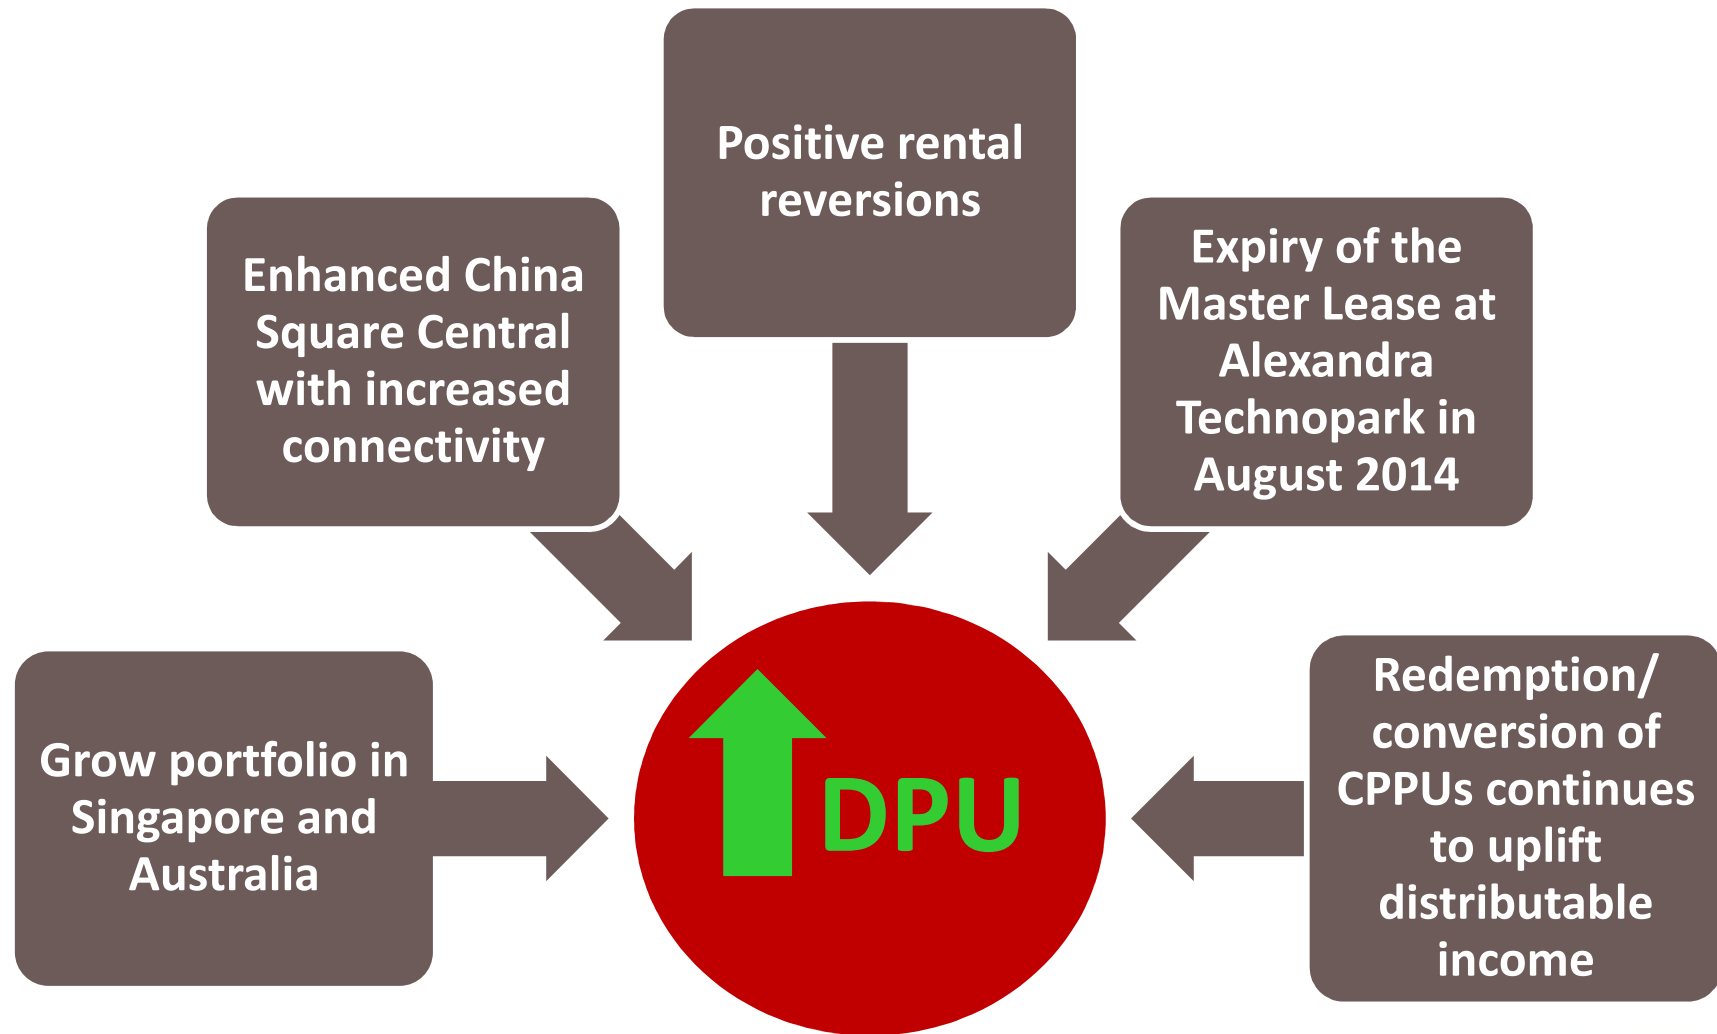 Positive rental
reversions
Enhanced China
Square Central
with increased
connectivity
Expiry of the
Master Lease at
Alexandra
Technopark in
August 2014
Grow portfolio in
Singapore and
Australia
DPU
Redemption/
conversion of
CPPUs continues
to uplift
distributable
income